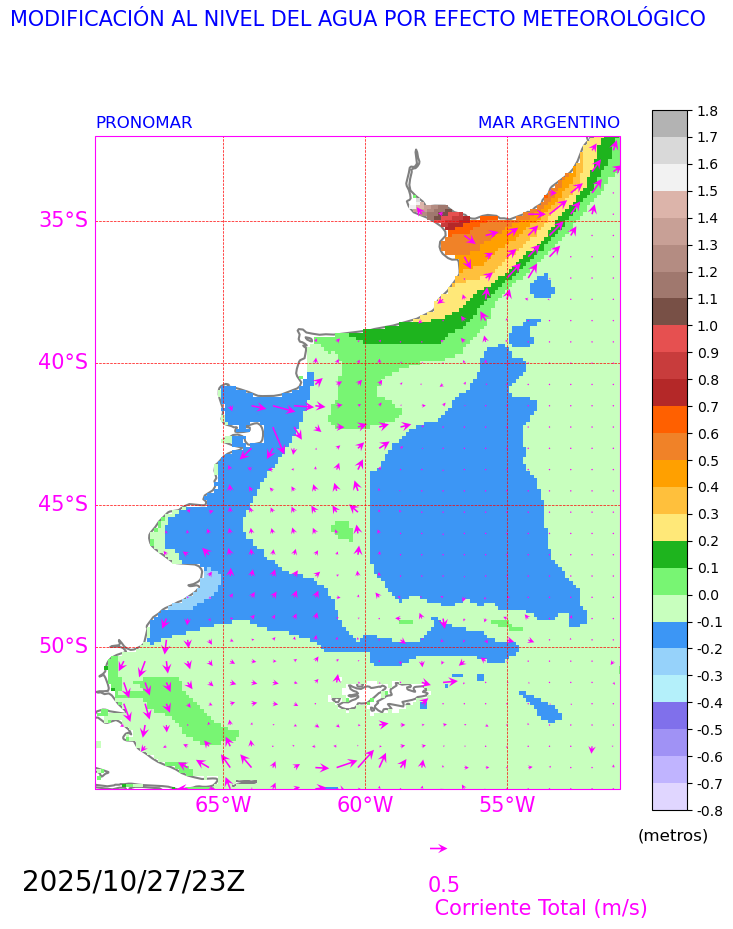 MODIFICACIÓN AL NIVEL DEL AGUA POR EFECTO METEOROLÓGICO
PRONOMAR
MAR ARGENTINO
35°S
40°S
45°S
50°S
65°W
60°W
55°W
1.8
1.7
1.6
1.5
1.4
1.3
1.2
1.1
1.0
0.9
0.8
0.7
0.6
0.5
0.4
0.3
0.2
0.1
0.0
-0.1
-0.2
-0.3
-0.4
-0.5
-0.6
-0.7
-0.8
(metros)
2025/10/27/23Z
0.5
Corriente Total (m/s)